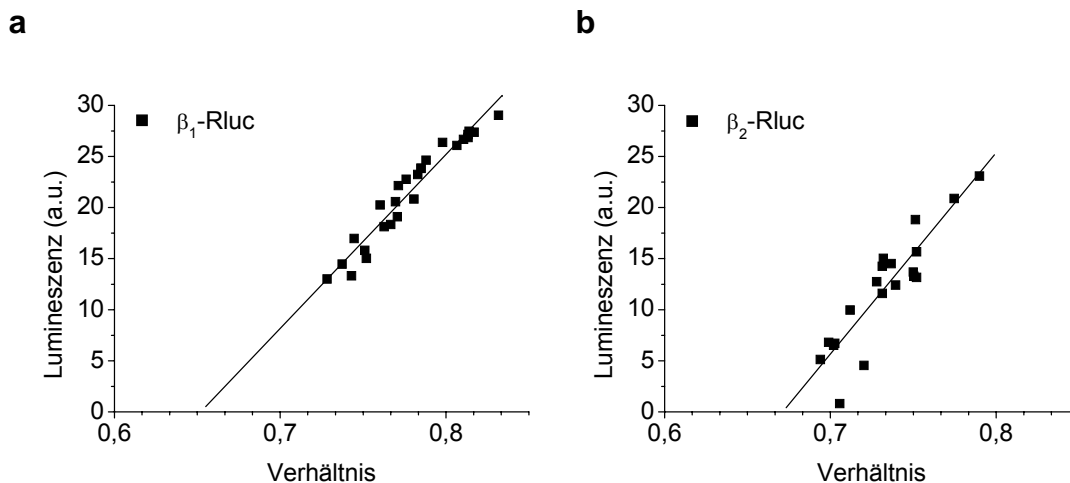 a
β1-Rluc
Lumineszenz (a.u.)
30
25
20
15
10
5
0
0,6
0,7
0,8
Verhältnis
b
β2-Rluc
Lumineszenz (a.u.)
30
25
20
15
10
5
0
0,6
0,7
0,8
Verhältnis